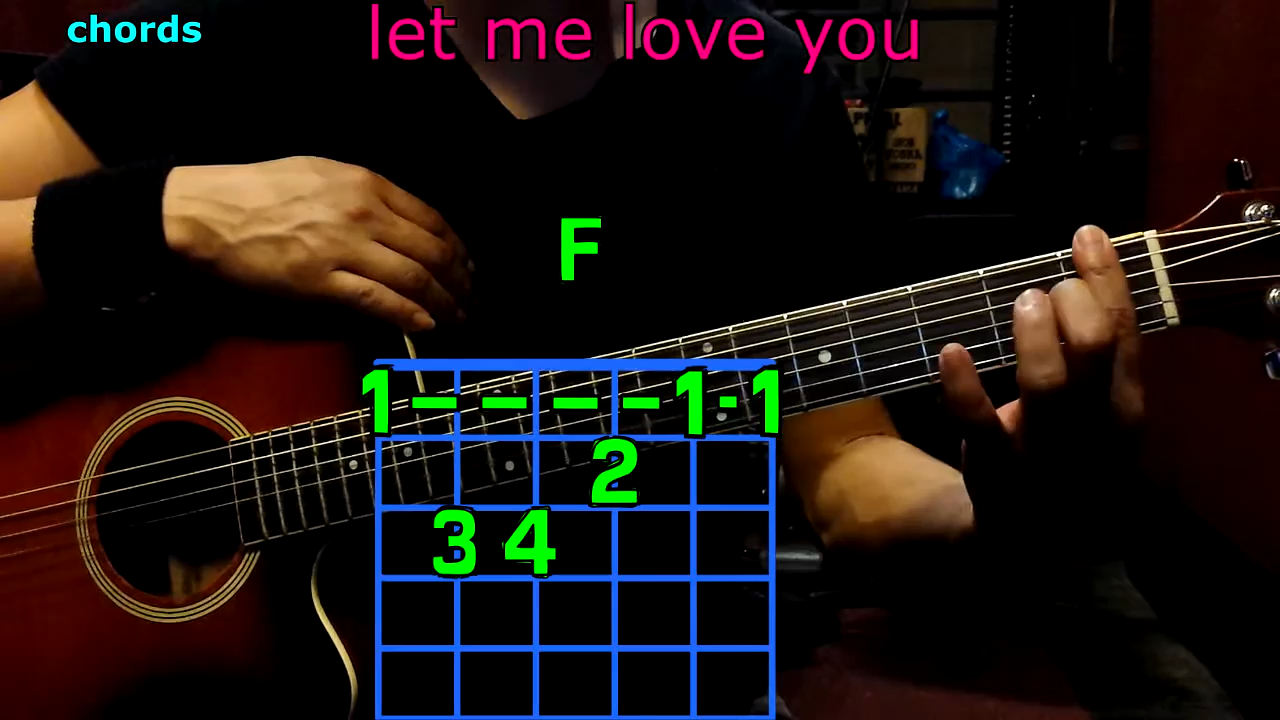 chords
let me love you
F
1 – – – – 1 - 1
2
3 4